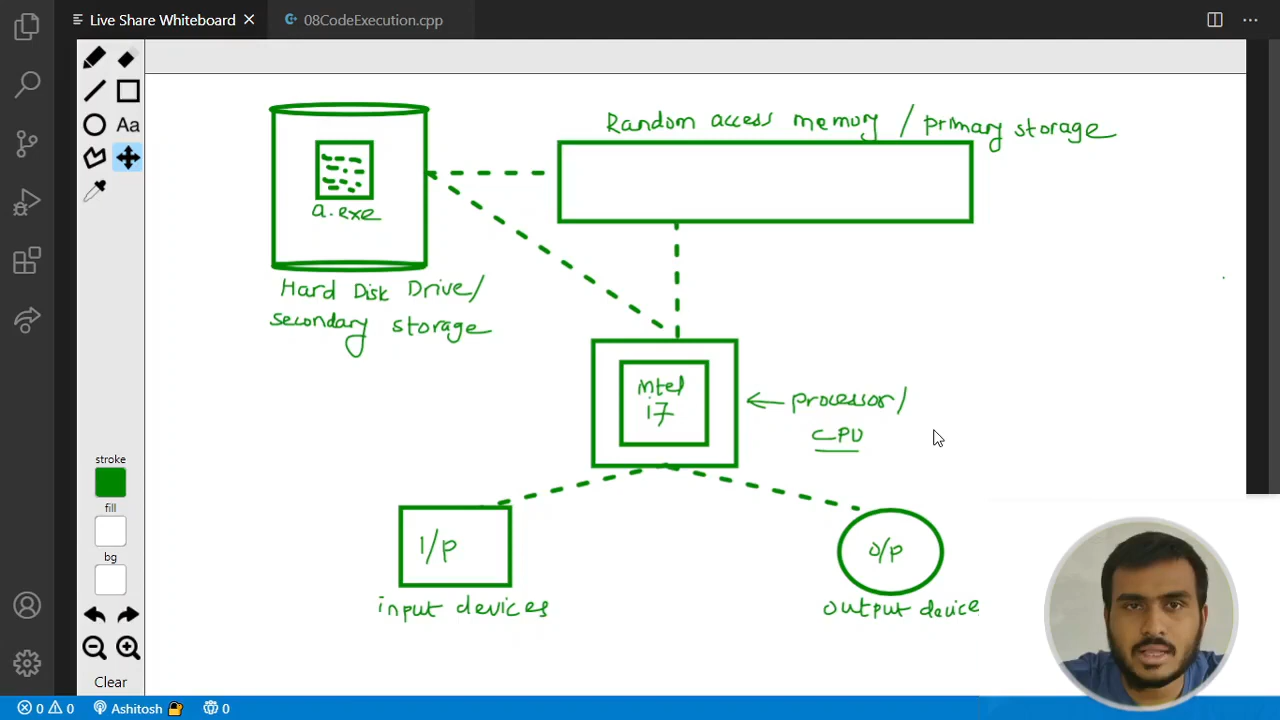 Live Share Whiteboard
08CodeExecution.cpp
Aa
Random access memory / primary storage
a.exe
Hard Disk Drive/
secondary storage
intel
i7
processor/
CPU
stroke
fill
bg
I/P
O/P
input devices
output device
Clear
0 0 Ashitosh 0